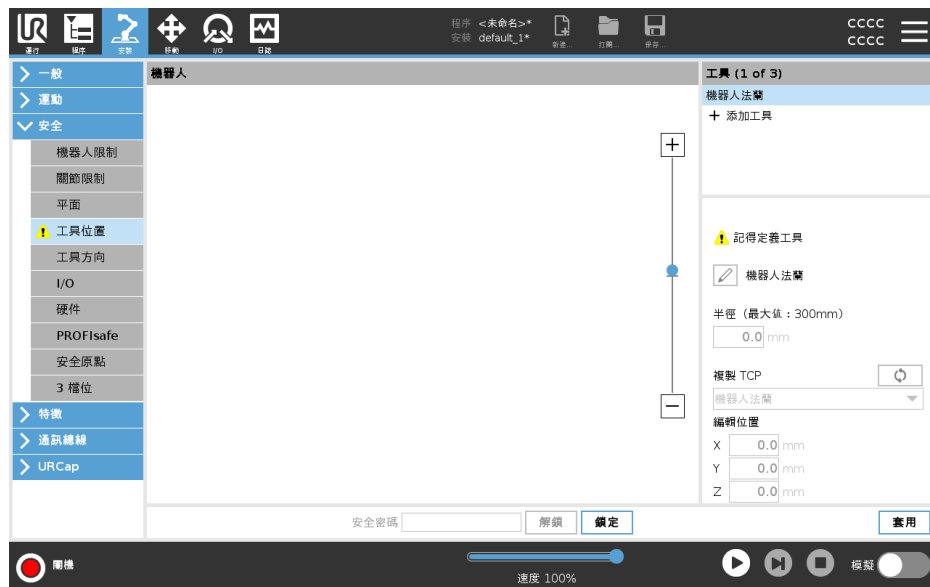 程序 <未命名>*
安裝 default_1*
運行
程序
安裝
移動
I/O
日誌
新建...
打開...
保存...
CCCC
CCCC
一般
運動
安全
機器人限制
關節限制
平面
工具位置
工具方向
I/O
硬件
PROFIsafe
安全原點
3 檔位
特徵
通訊總線
URCap
機器人
工具 (1 of 3)
機器人法蘭
添加工具
記得定義工具
機器人法蘭
半徑（最大值：300mm）
0.0 mm
複製 TCP
機器人法蘭
編輯位置
X 0.0 mm
Y 0.0 mm
Z 0.0 mm
安全密碼
解鎖
鎖定
套用
關機
速度 100%
模擬